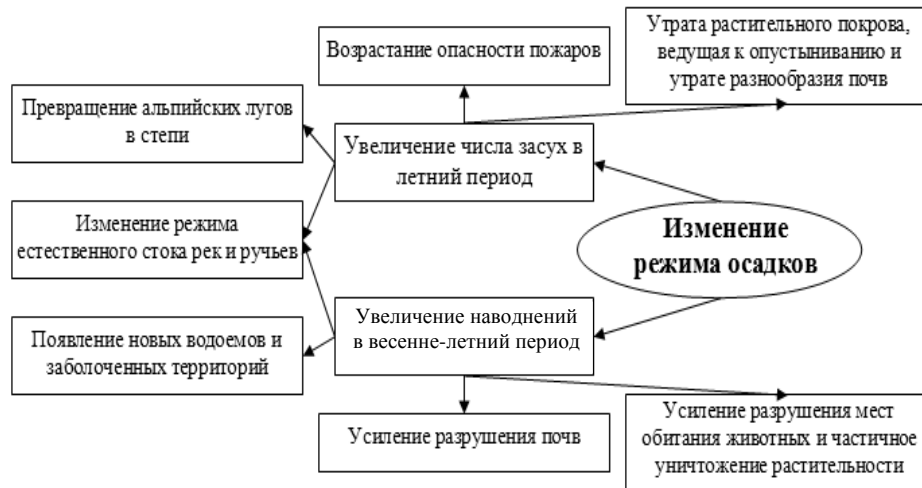 Возрастание опасности пожаров
Утрата растительного покрова,
ведущая к опустыниванию и
утрате разнообразия почв
Превращение альпийских лугов
в степи
Увеличение числа засух в
летний период
Изменение режима
естественного стока рек и ручьев
Изменение
режима осадков
Увеличение наводнений
в весенне-летний период
Появление новых водоемов и
заболоченных территорий
Усиление разрушения почв
Усиление разрушения мест
обитания животных и частичное
уничтожение растительности